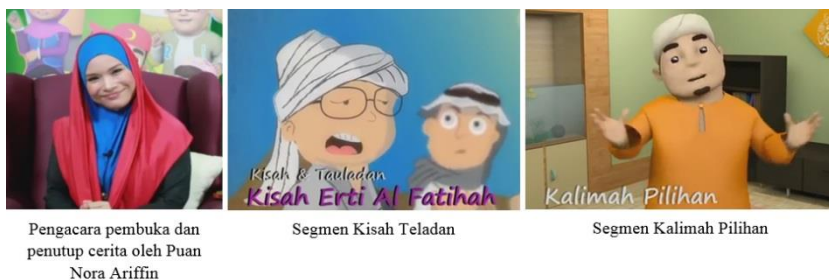 Kisah & Tauladan
Kisah Erti Al Fatihah
Kalimah Pilihan
Pengacara pembuka dan
penutup cerita oleh Puan
Nora Ariffin
Segmen Kisah Teladan
Segmen Kalimah Pilihan